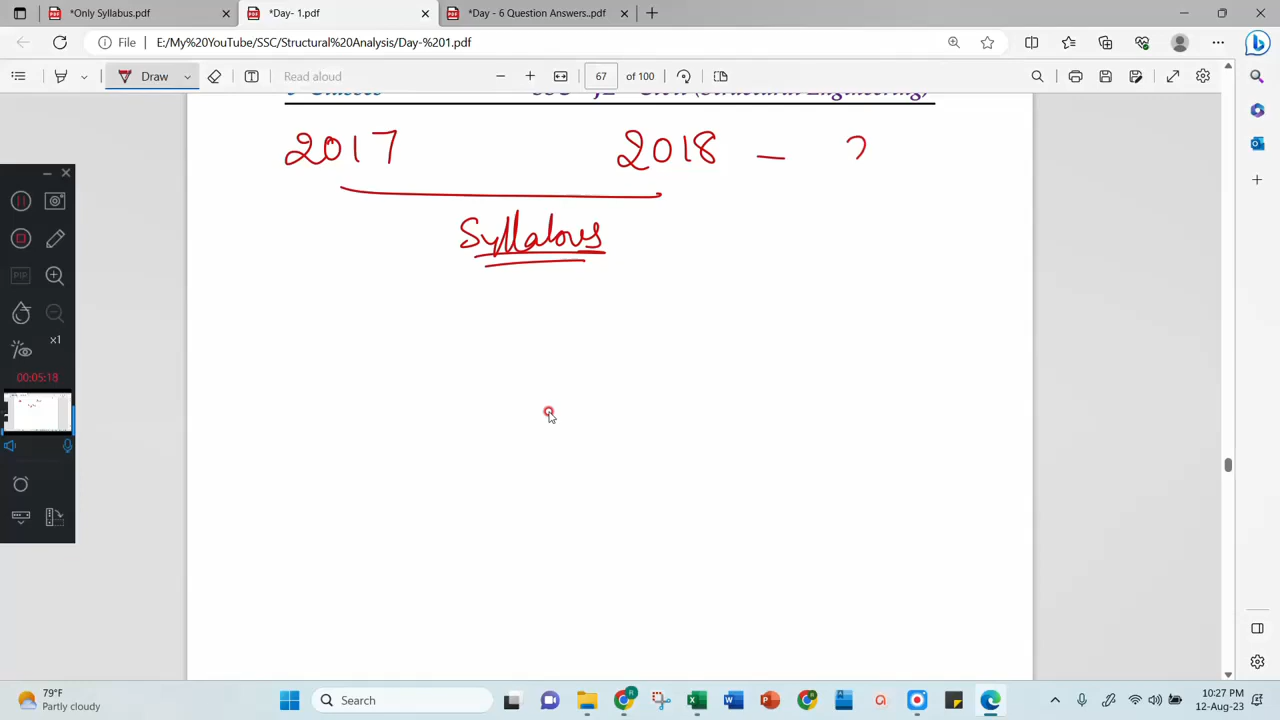 *Only Syllabus.pdf
*Day- 1.pdf
*Day - 6 Question Answers..pdf
File
E:/My%20YouTube/SSC/Structural%20Analysis/Day-%201.pdf
Draw
Read aloud
67
of 100
2017
2018 -
Syllabus
PIP
x1
00:05:18
79°F
Partly cloudy
Search
10:27 PM
12-Aug-23